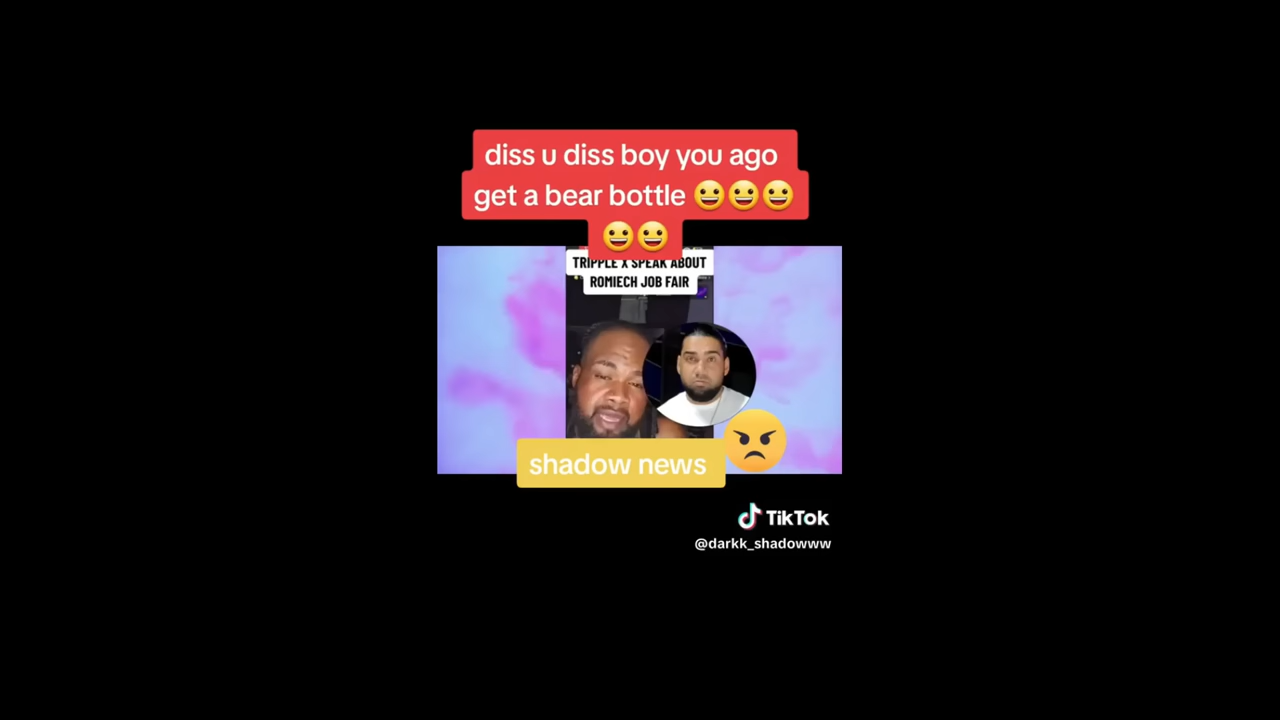 diss u diss boy you ago
get a bear bottle 😀😀😀
😀😀
TRIPPLE X SPEAK ABOUT
ROMIECH JOB FAIR
shadow news
TikTok
@darkk_shadowww